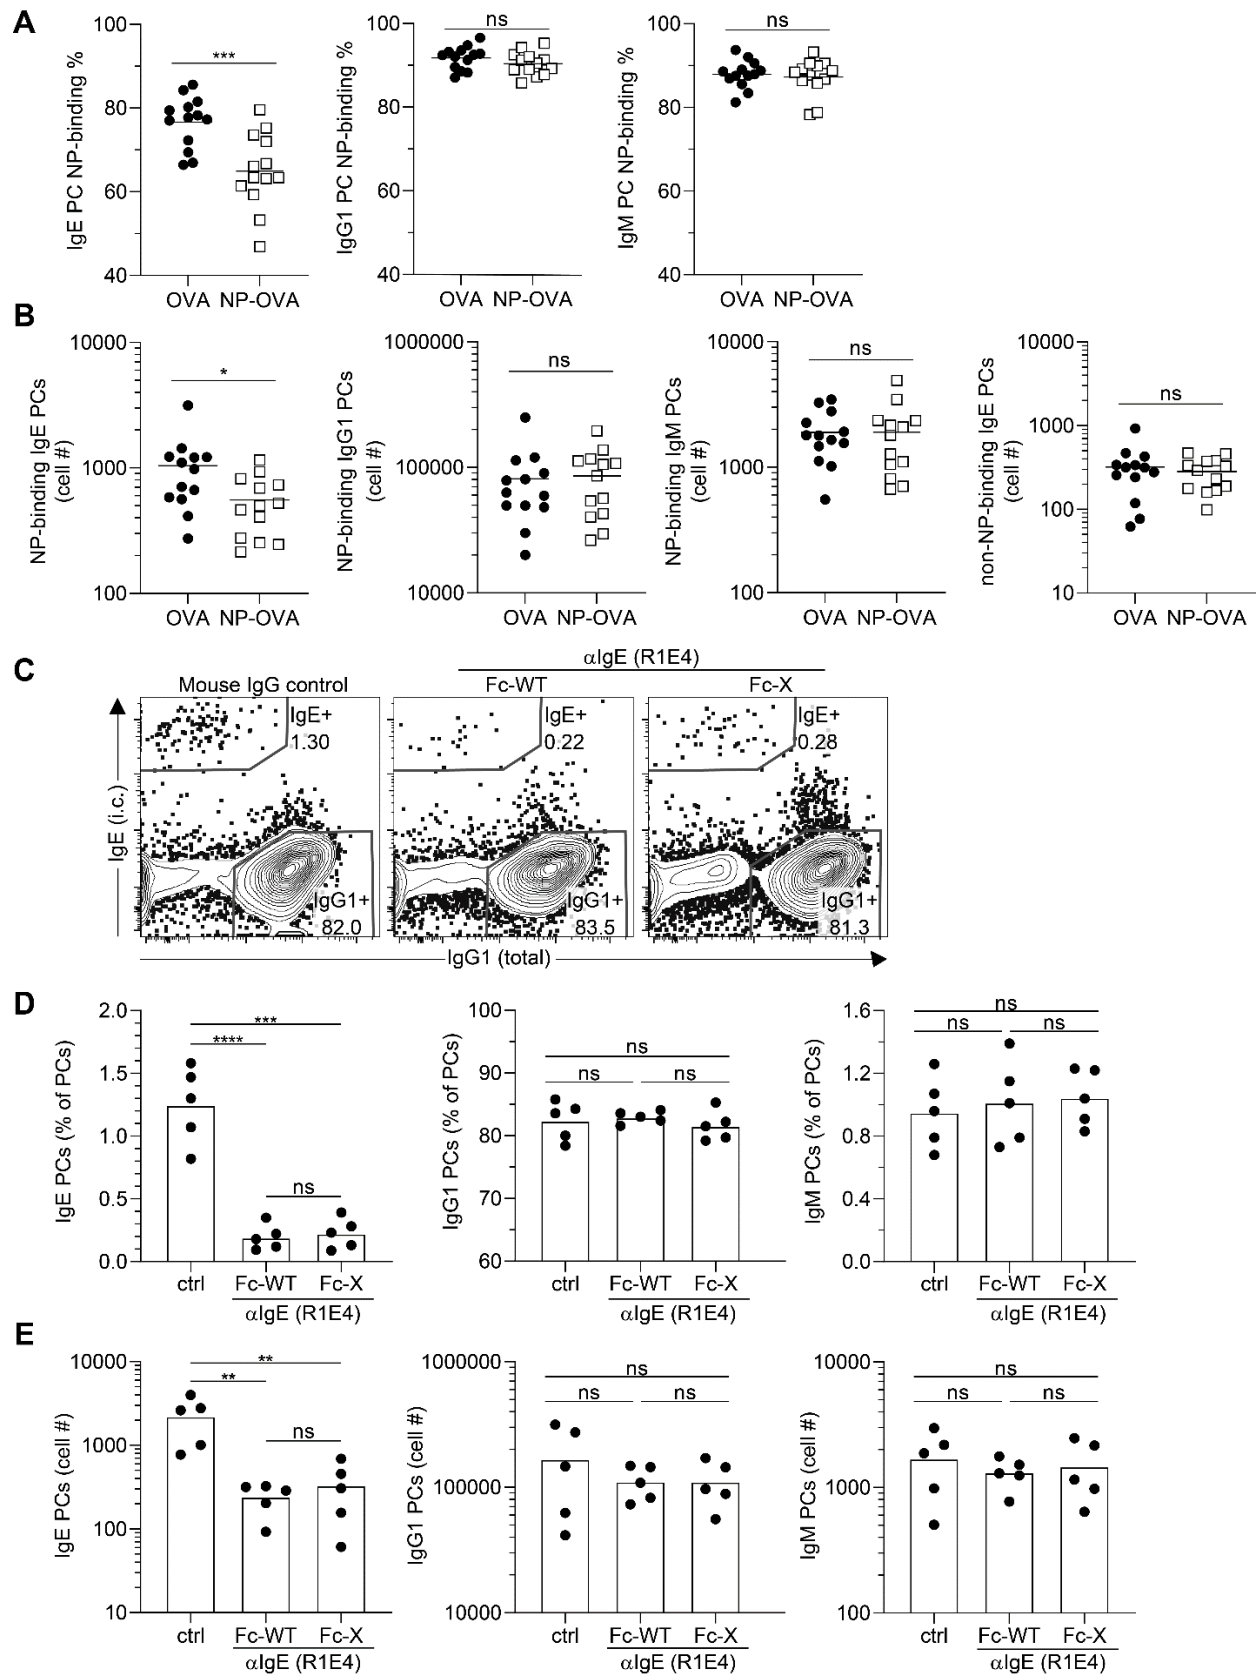 A
IgE PC NP-binding %
100
80
60
40
***
OVA NP-OVA
IgG1 PC NP-binding %
100
80
60
40
ns
OVA NP-OVA
IgM PC NP-binding %
100
80
60
40
ns
OVA NP-OVA
B
NP-binding IgE PCs
(cell #)
10000
1000
100
*
OVA NP-OVA
NP-binding IgG1 PCs
(cell #)
1000000
100000
10000
ns
OVA NP-OVA
NP-binding IgM PCs
(cell #)
10000
1000
100
ns
OVA NP-OVA
non-NP-binding IgE PCs
(cell #)
10000
1000
100
10
ns
OVA NP-OVA
C
αIgE (R1E4)
Mouse IgG control
Fc-WT
Fc-X
IgE (i.c.)
IgE+
1.30
IgG1+
82.0
IgE+
0.22
IgG1+
83.5
IgE+
0.28
IgG1+
81.3
IgG1 (total)
D
IgE PCs (% of PCs)
2.0
1.5
1.0
0.5
0.0
***
****
ns
ctrl Fc-WT Fc-X
αIgE (R1E4)
IgG1 PCs (% of PCs)
100
90
80
70
60
ns
ns ns
ctrl Fc-WT Fc-X
αIgE (R1E4)
IgM PCs (% of PCs)
1.6
1.2
0.8
0.4
0.0
ns
ns ns
ctrl Fc-WT Fc-X
αIgE (R1E4)
E
IgE PCs (cell #)
10000
1000
100
10
**
**
ns
ctrl Fc-WT Fc-X
αIgE (R1E4)
IgG1 PCs (cell #)
1000000
100000
10000
ns
ns ns
ctrl Fc-WT Fc-X
αIgE (R1E4)
IgM PCs (cell #)
10000
1000
100
ns
ns ns
ctrl Fc-WT Fc-X
αIgE (R1E4)